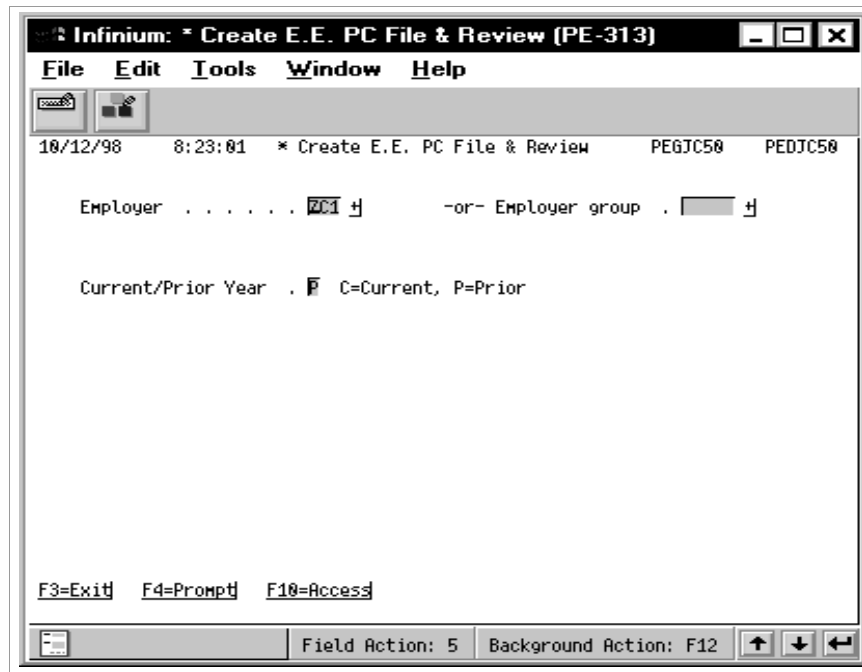 Infinium: * Create E.E. PC File & Review (PE-313)
File Edit Tools Window Help
10/12/98 8:23:01 * Create E.E. PC File & Review PEGJC50 PEDJC50
Employer . . . . . . ZC1 + -or- Employer group . +
Current/Prior Year . P C=Current, P=Prior
F3=Exit F4=Prompt F10=Access
Field Action: 5 Background Action: F12